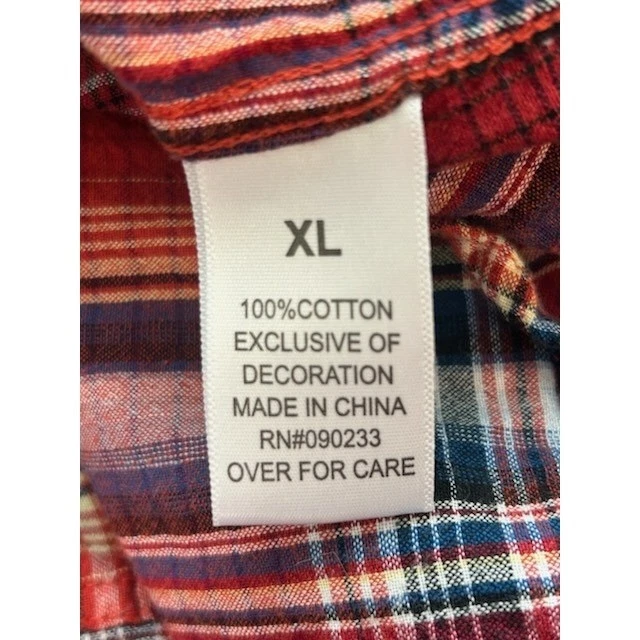 XL
100%COTTON
EXCLUSIVE OF
DECORATION
MADE IN CHINA
RN#090233
OVER FOR CARE